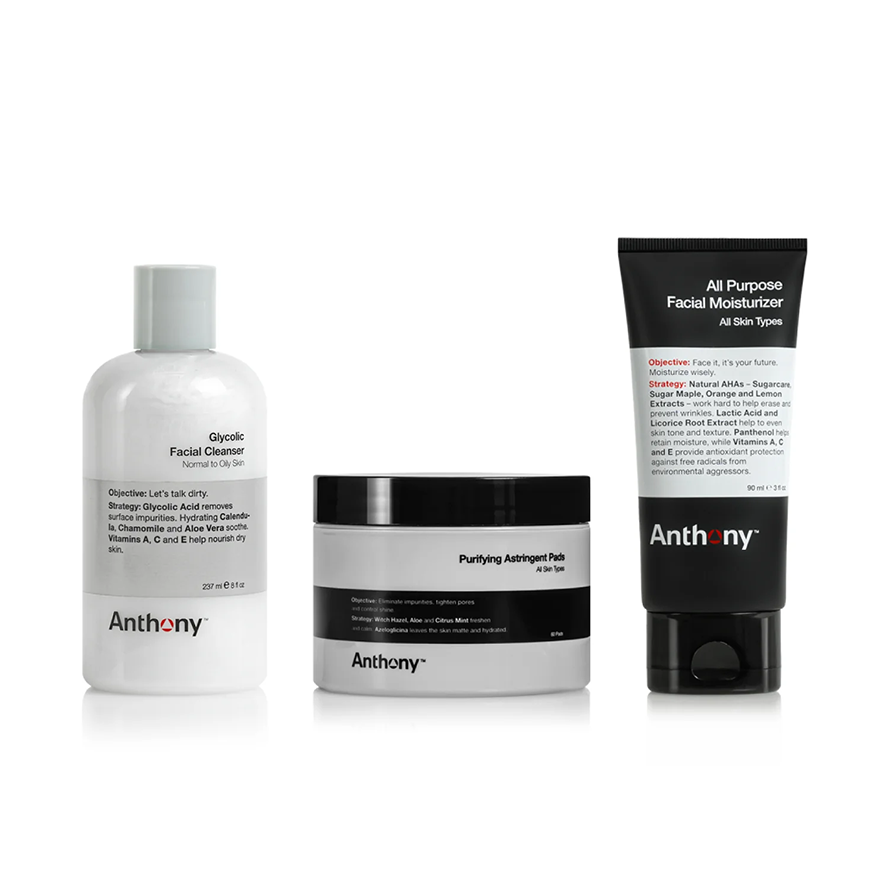 Glycolic
Facial Cleanser
Normal to Oily Skin
Objective: Let's talk dirty.
Strategy: Glycolic Acid removes
surface impurities. Hydrating Calendu-
la, Chamomile and Aloe Vera soothe.
Vitamins A, C and E help nourish dry
skin.
237 ml e 8 fl oz
Anthony™
Purifying Astringent Pads
All Skin Types
Objective: Eliminate impurities, tighten pores
and control shine.
Strategy: Witch Hazel, Aloe and Citrus Mint freshen
and calm. Azeloglicina leaves the skin matte and hydrated.
60 Pads
Anthony™
All Purpose
Facial Moisturizer
All Skin Types
Objective: Face it, it's your future.
Moisturize wisely.
Strategy: Natural AHAs – Sugarcane,
Sugar Maple, Orange and Lemon
Extracts – work hard to help erase and
prevent wrinkles. Lactic Acid and
Licorice Root Extract help to even
skin tone and texture. Panthenol helps
retain moisture, while Vitamins A, C
and E provide antioxidant protection
against free radicals from
environmental aggressors.
90 ml e 3 fl oz
Anthony™